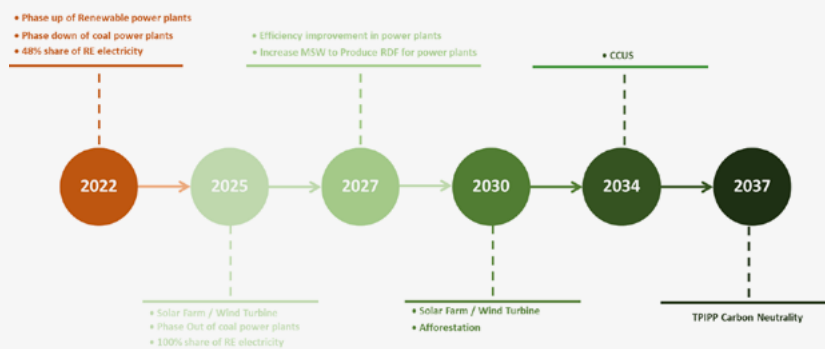 • Phase up of Renewable power plants
• Phase down of coal power plants
• 48% share of RE electricity
• Efficiency improvement in power plants
• Increase MSW to Produce RDF for power plants
• CCUS
2022
2025
2027
2030
2034
2037
• Solar Farm / Wind Turbine
• Phase Out of coal power plants
• 100% share of RE electricity
• Solar Farm / Wind Turbine
• Afforestation
TPIPP Carbon Neutrality